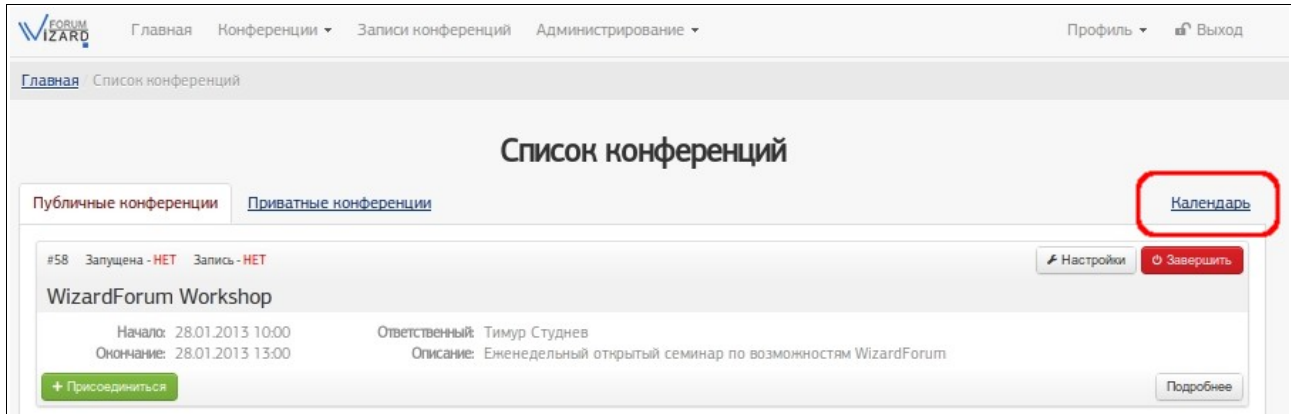 FORUM
WIZARD Главная Конференции Записи конференций Администрирование Профиль Выход
Главная / Список конференций
Список конференций
Публичные конференции Приватные конференции Календарь
#58 Запущена - НЕТ Запись - НЕТ Настройки Завершить
WizardForum Workshop
Начало: 28.01.2013 10:00 Ответственный: Тимур Студнев
Окончание: 28.01.2013 13:00 Описание: Еженедельный открытый семинар по возможностям WizardForum
+ Присоединиться Подробнее